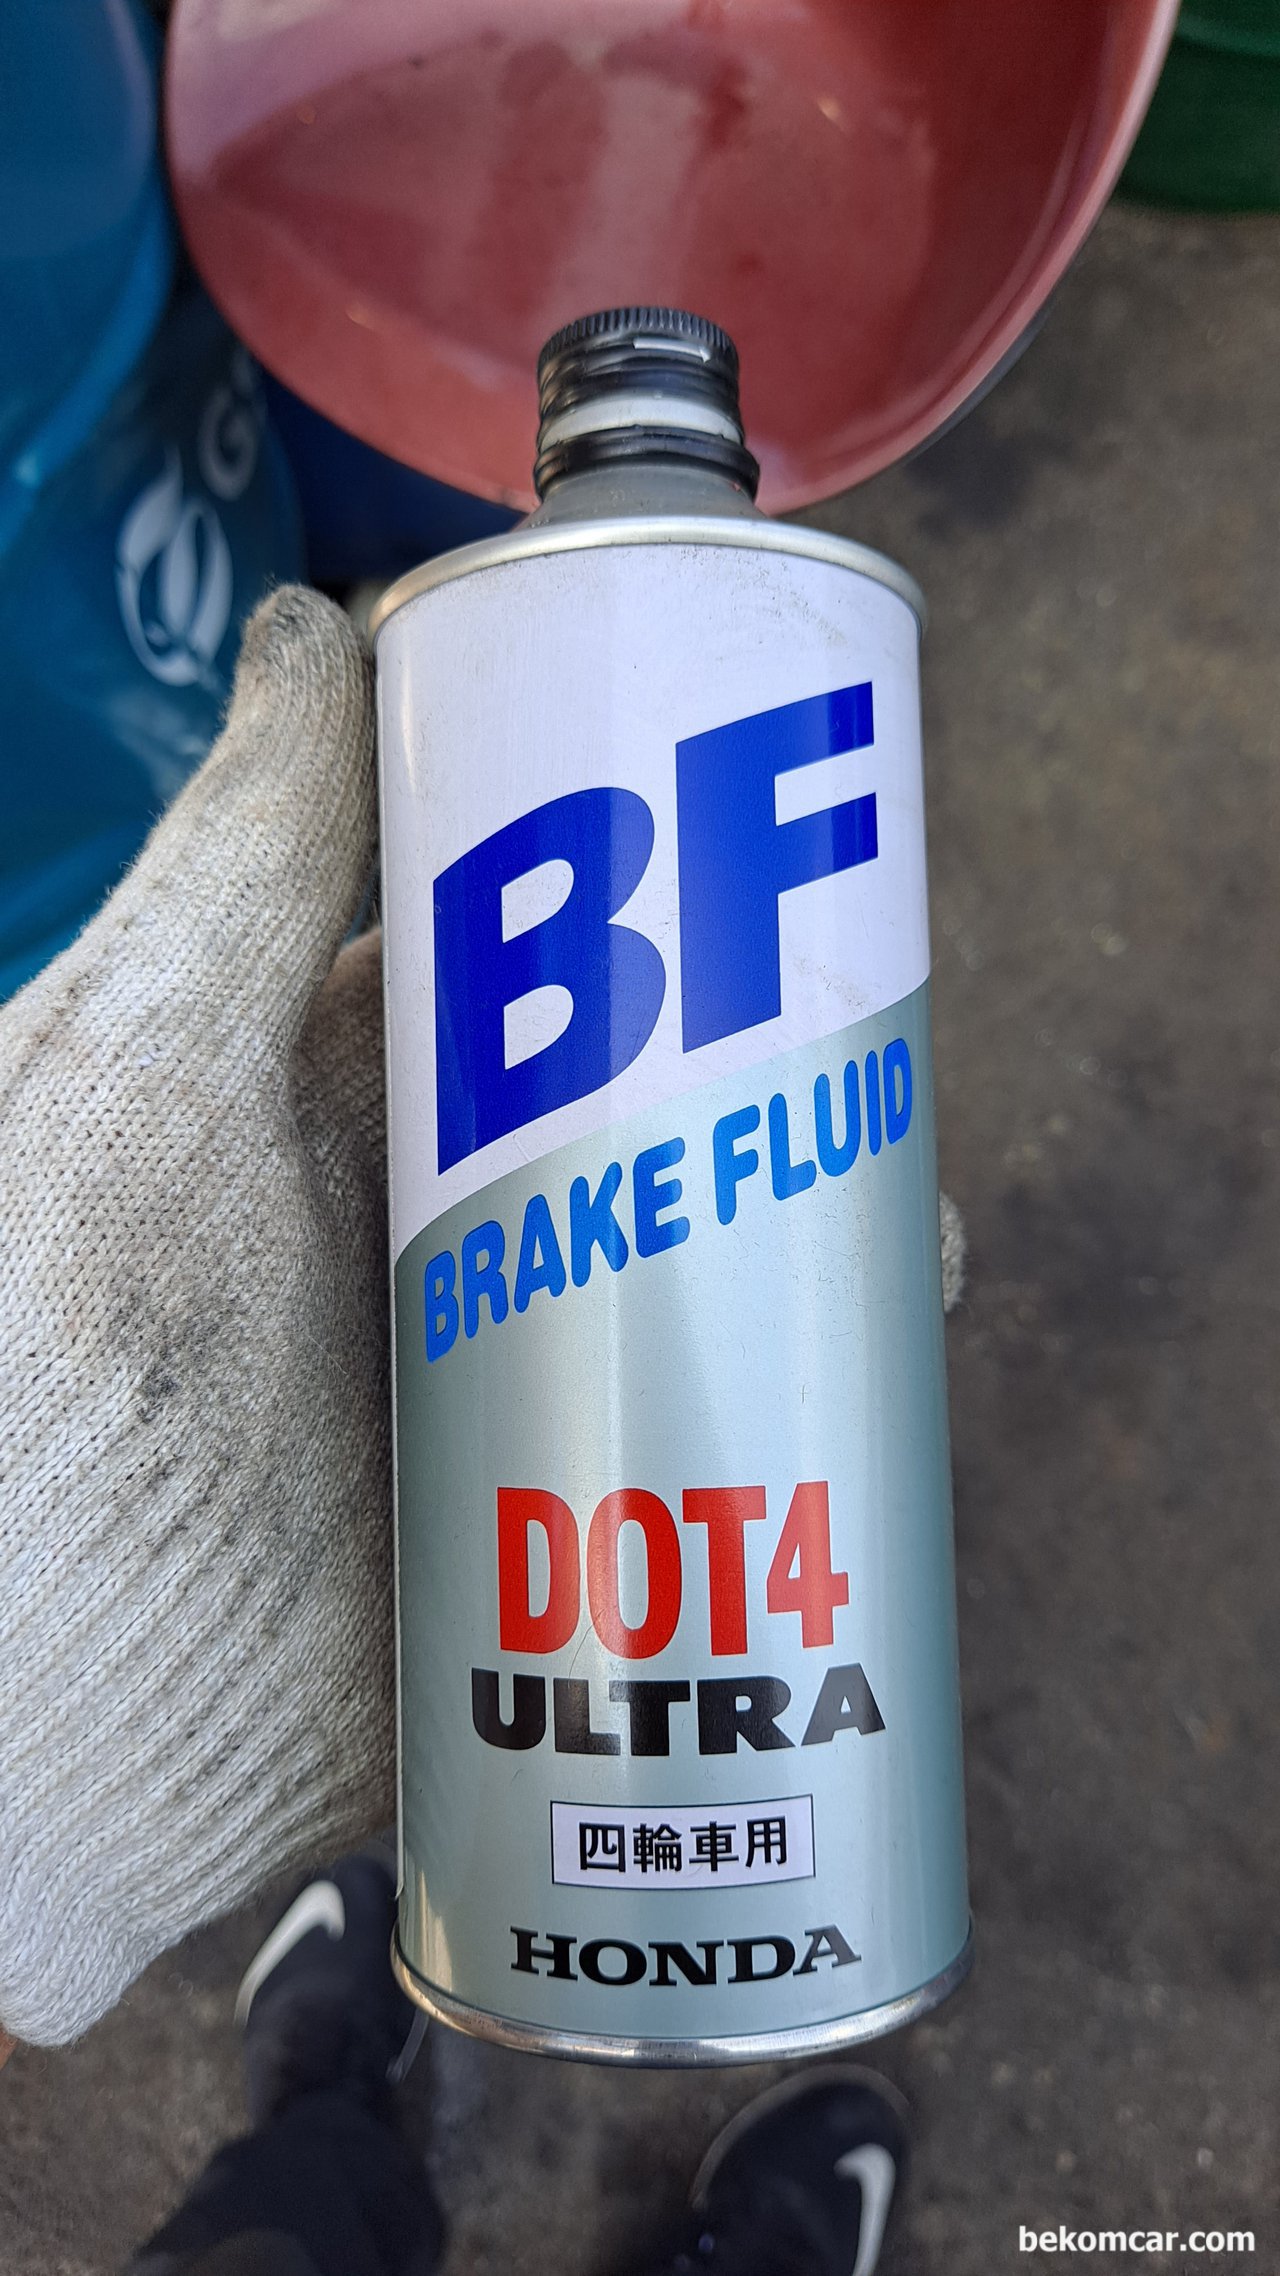 G
BF
BRAKE FLUID
DOT4
ULTRA
四輪車用
HONDA
bekomcar.com